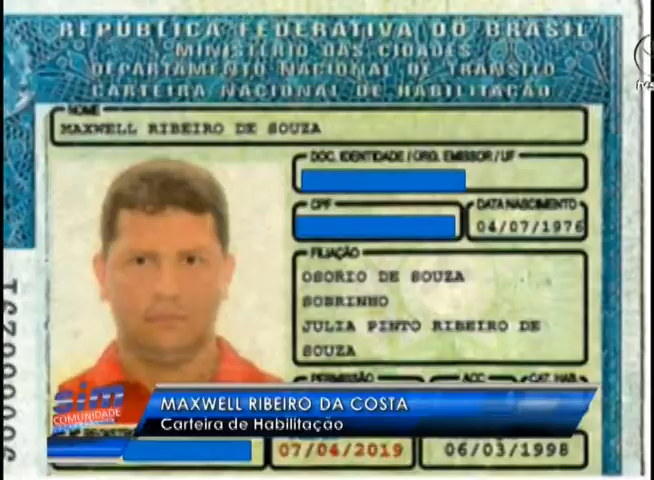 REPÚBLICA FEDERATIVA DO BRASIL
MINISTÉRIO DAS CIDADES
DEPARTAMENTO NACIONAL DE TRÂNSITO
CARTEIRA NACIONAL DE HABILITAÇÃO
NOME
MAXWELL RIBEIRO DE SOUZA
DOC. IDENTIDADE / ORG. EMISSOR / UF
CPF
DATA NASCIMENTO
04/07/1976
FILIAÇÃO
OSORIO DE SOUZA
SOBRINHO
JULIA PINTO RIBEIRO DE
SOUZA
PERMISSÃO
ACC
CAT. HAB.
sim
COMUNIDADE
MAXWELL RIBEIRO DA COSTA
Carteira de Habilitação
07/04/2019
06/03/1998